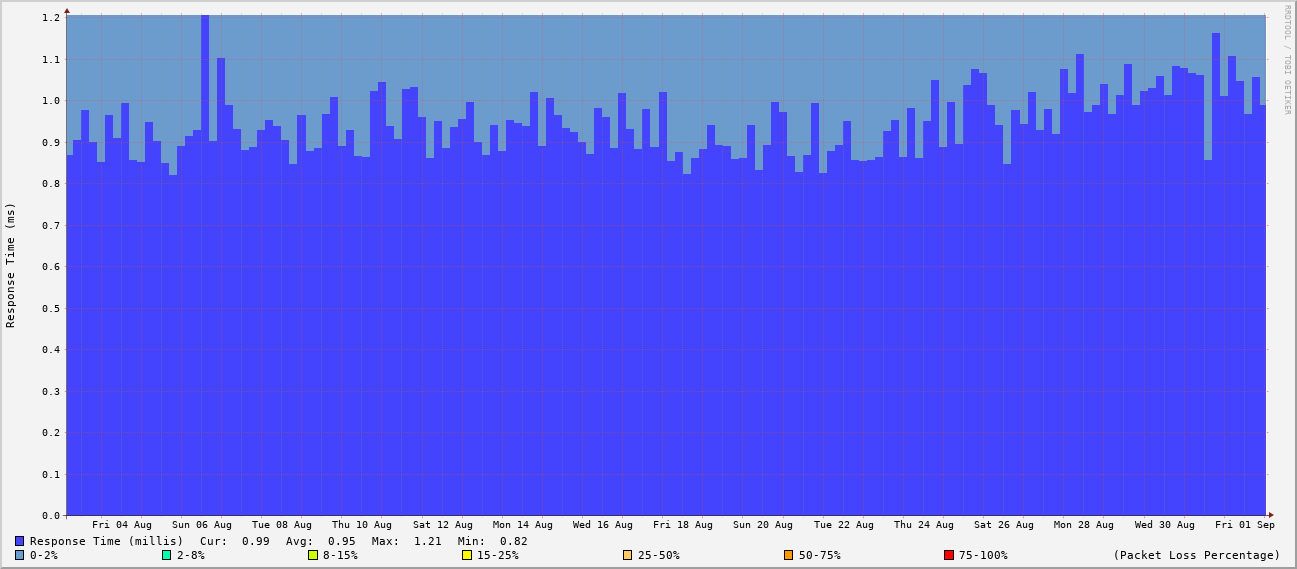 RRDTOOL / TOBI OETIKER
Response Time (ms)
1.2
1.1
1.0
0.9
0.8
0.7
0.6
0.5
0.4
0.3
0.2
0.1
0.0
Fri 04 Aug Sun 06 Aug Tue 08 Aug Thu 10 Aug Sat 12 Aug Mon 14 Aug Wed 16 Aug Fri 18 Aug Sun 20 Aug Tue 22 Aug Thu 24 Aug Sat 26 Aug Mon 28 Aug Wed 30 Aug Fri 01 Sep
Response Time (millis) Cur: 0.99 Avg: 0.95 Max: 1.21 Min: 0.82
0-2% 2-8% 8-15% 15-25% 25-50% 50-75% 75-100% (Packet Loss Percentage)